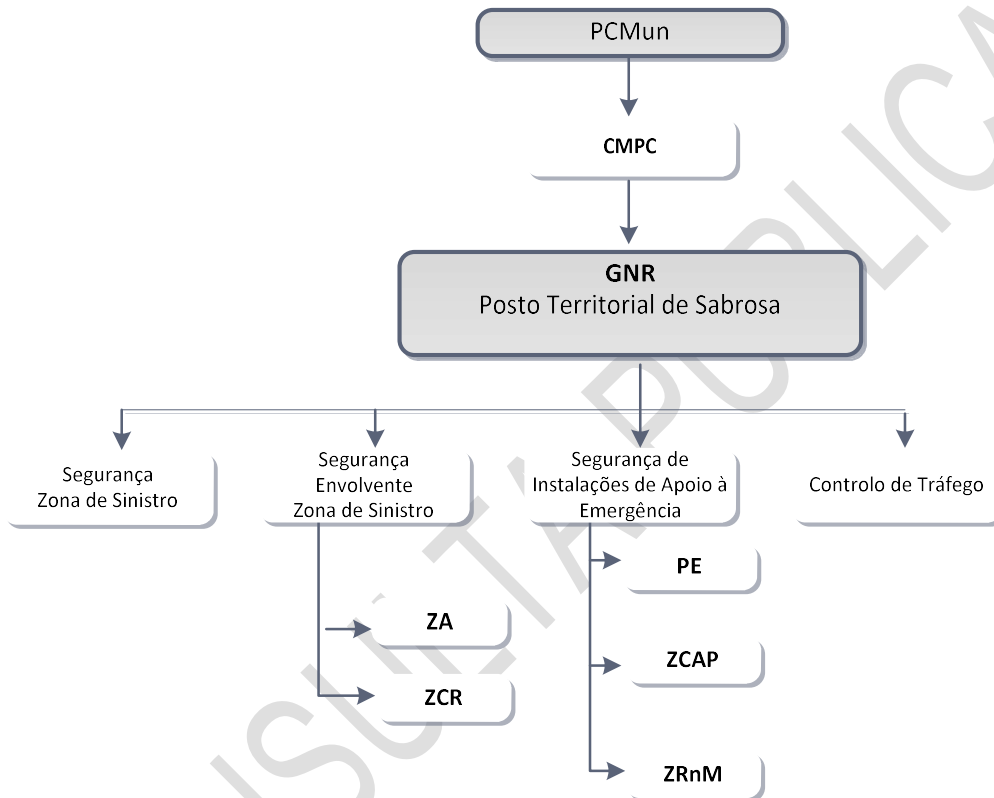 PCMun
CMPC
GNR
Posto Territorial de Sabrosa
Segurança
Zona de Sinistro
Segurança
Envolvente
Zona de Sinistro
Segurança de
Instalações de Apoio à
Emergência
Controlo de Tráfego
PE
ZA
ZCAP
ZCR
ZRnM